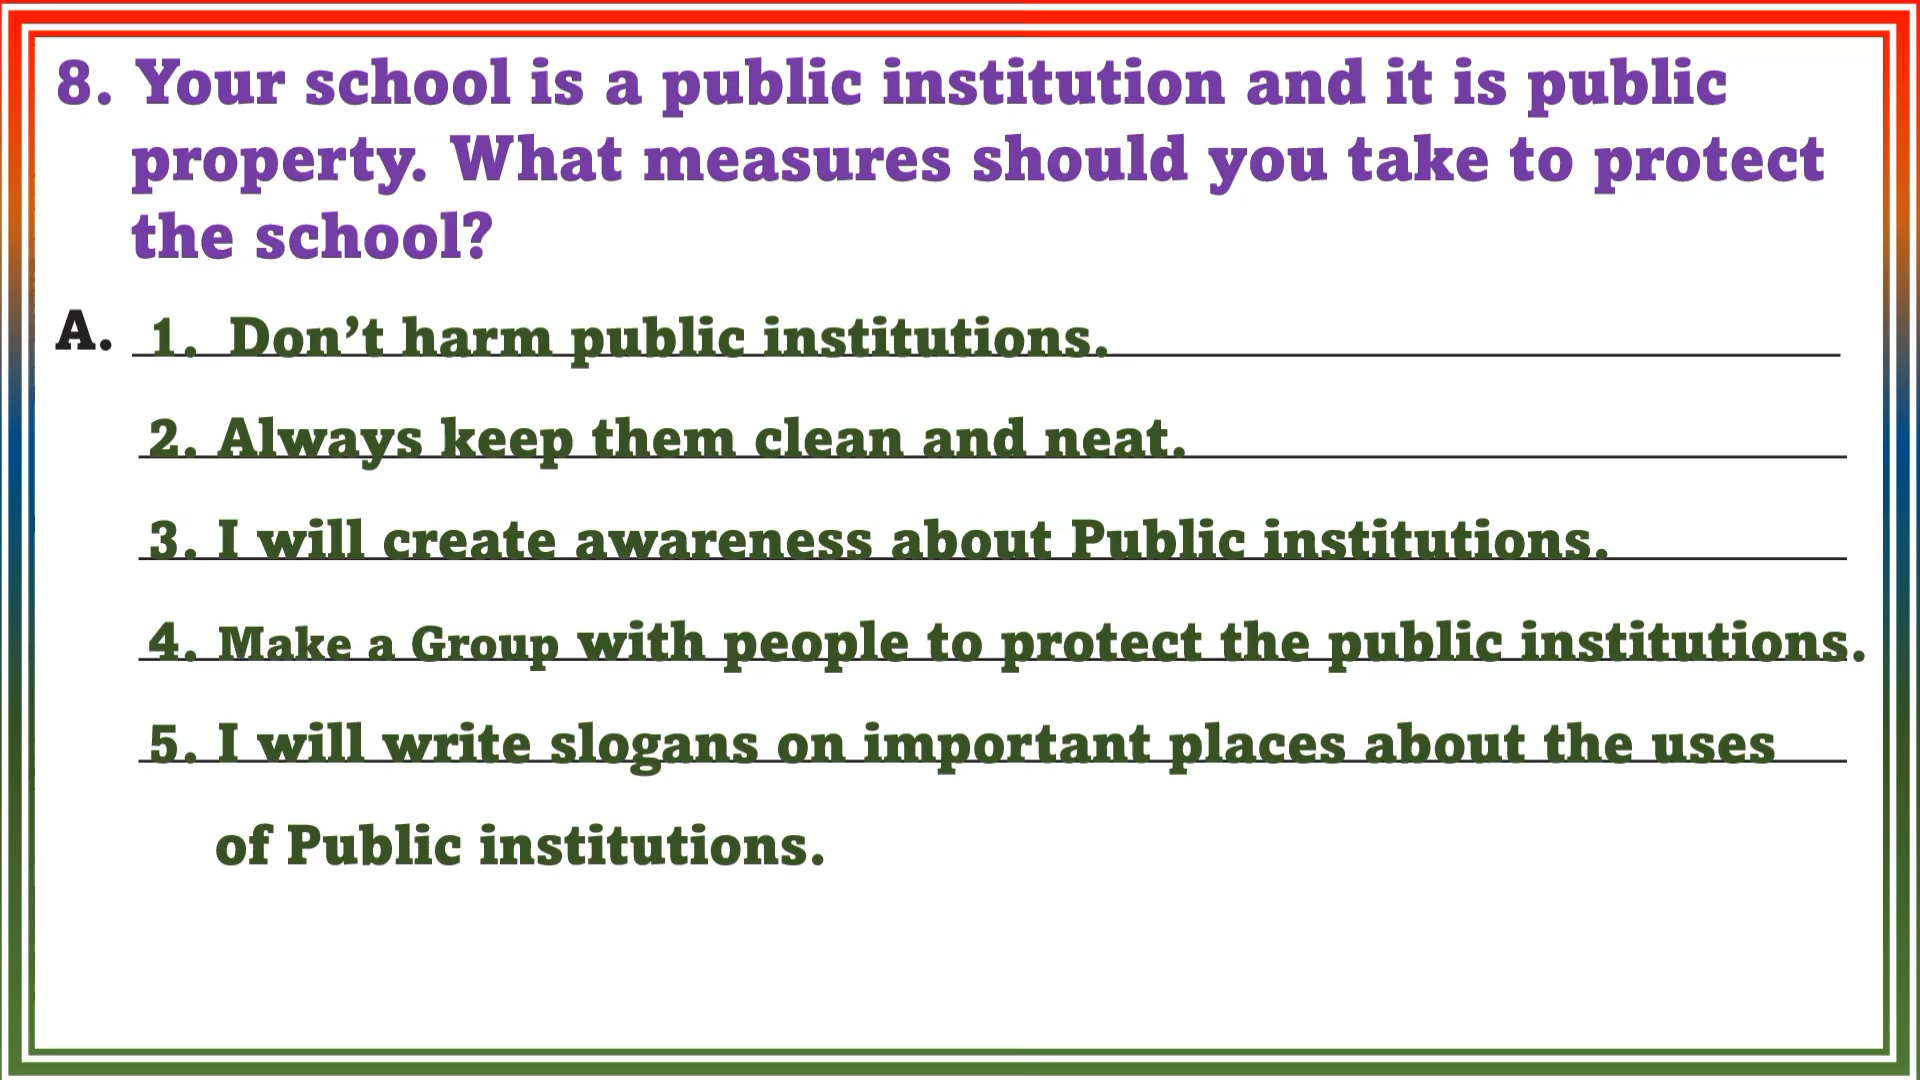 8. Your school is a public institution and it is public
property. What measures should you take to protect
the school?
A. 1. Don’t harm public institutions.
2. Always keep them clean and neat.
3. I will create awareness about Public institutions.
4. Make a Group with people to protect the public institutions.
5. I will write slogans on important places about the uses
of Public institutions.